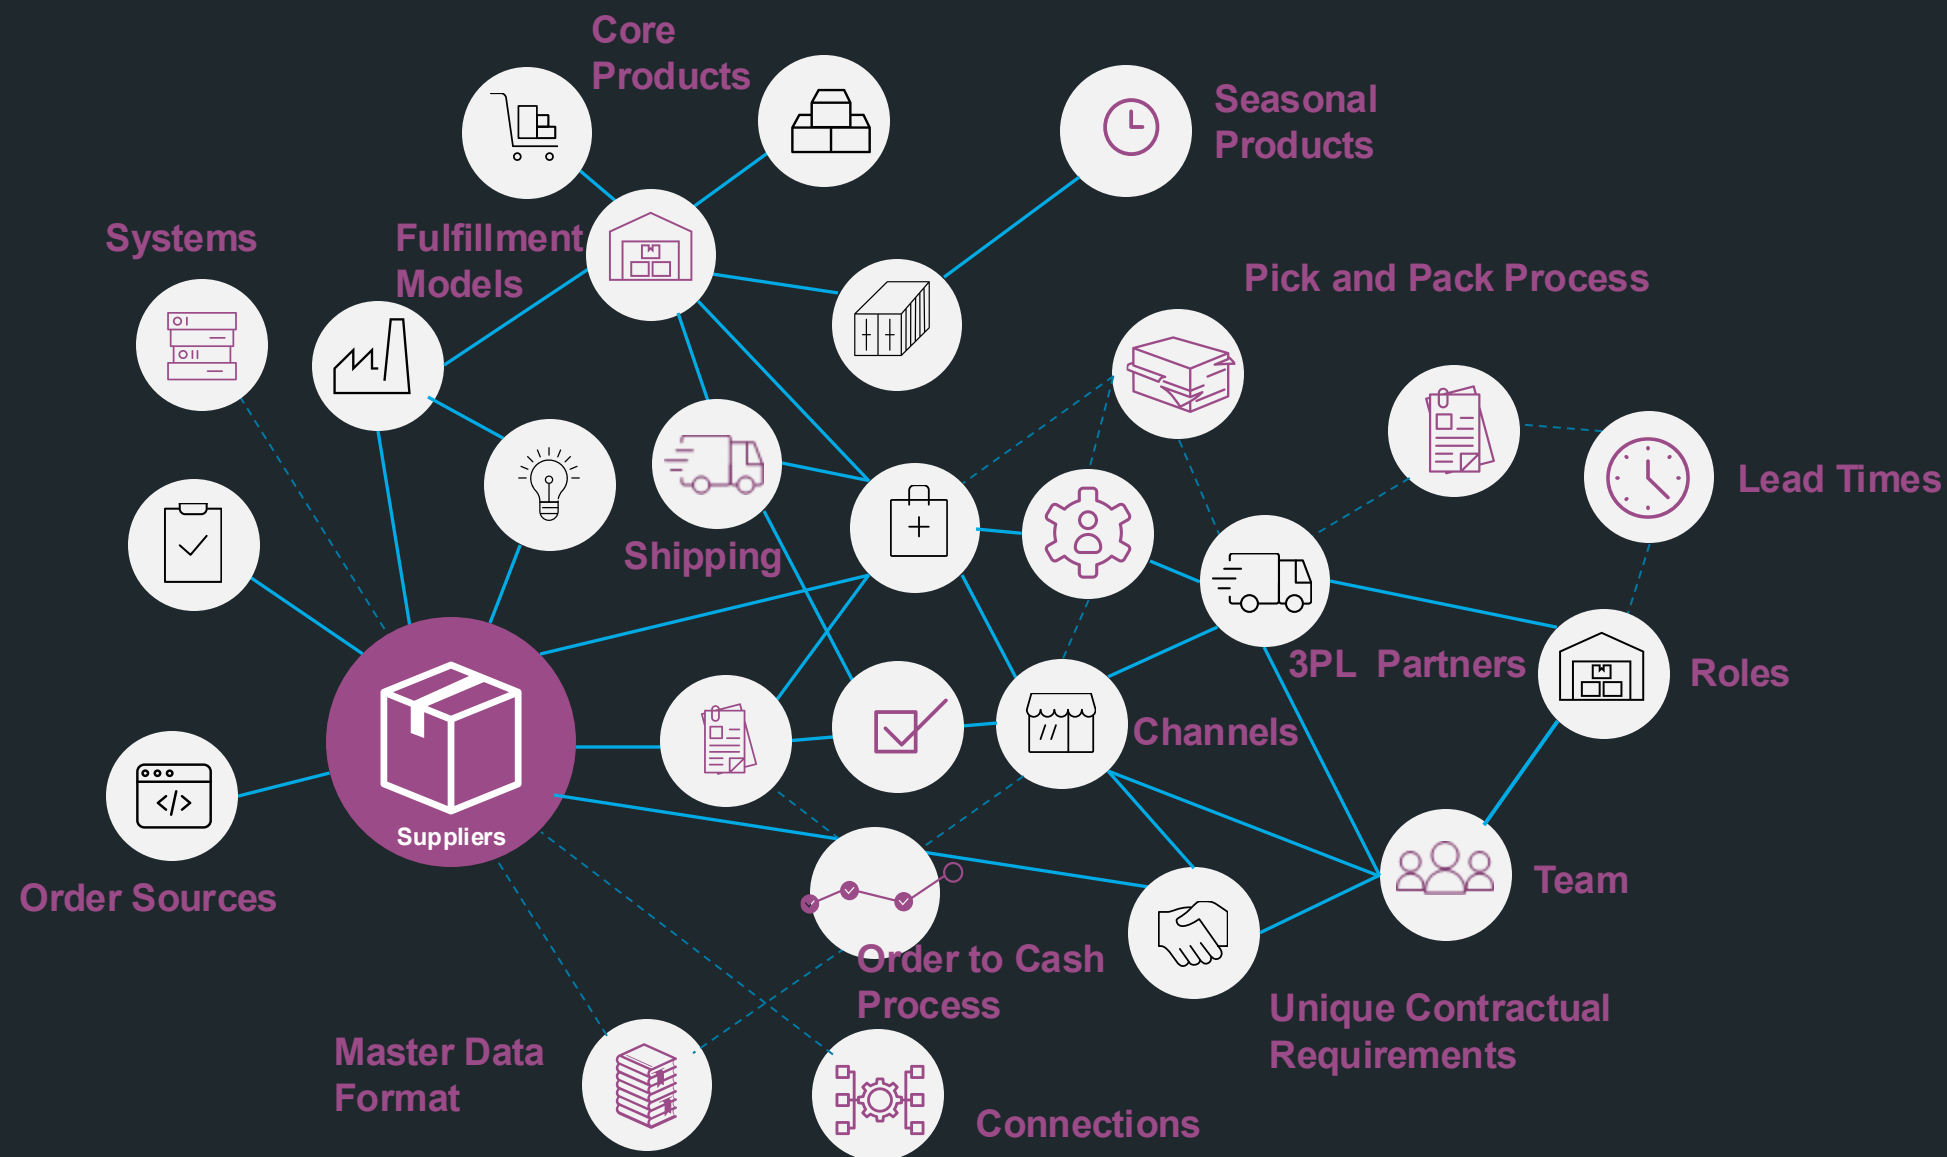 Core
Products
Seasonal
Products
Systems
Fulfillment
Models
Pick and Pack Process
Lead Times
Shipping
3PL  Partners
Roles
Channels
Suppliers
Order Sources
Team
Order to Cash
Process
Unique Contractual
Requirements
Master Data
Format
Connections